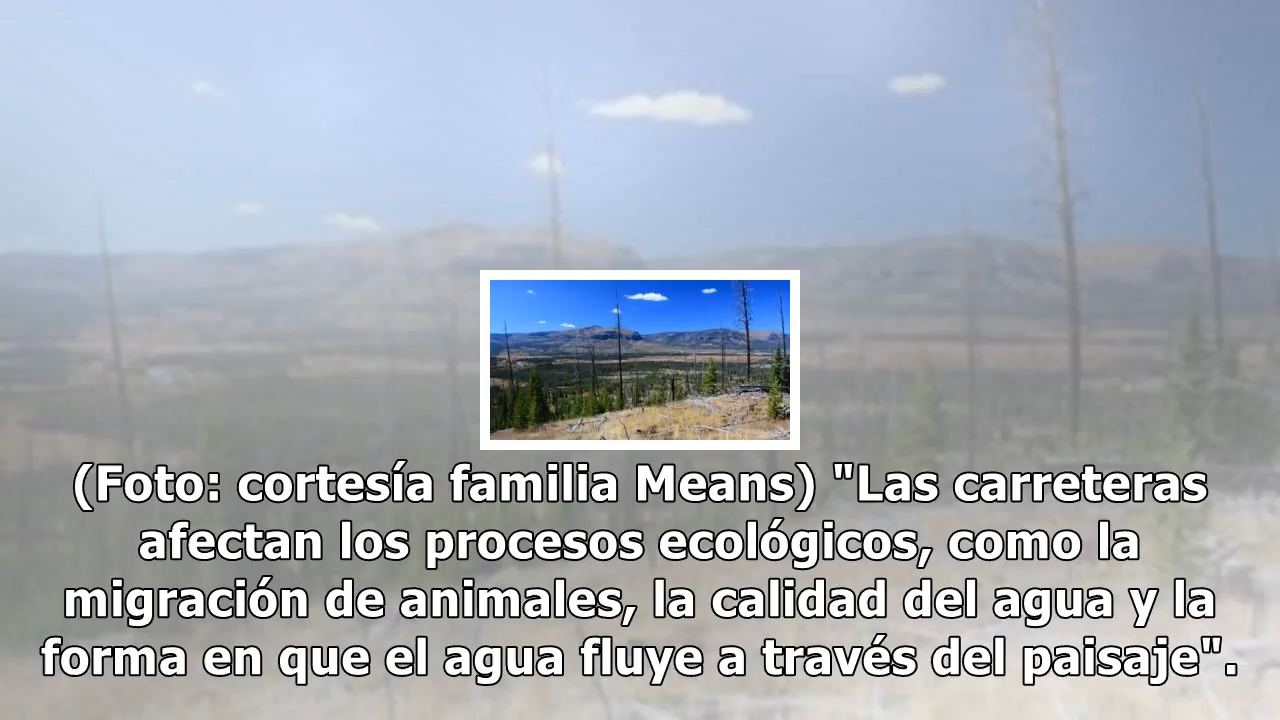 (Foto: cortesía familia Means) "Las carreteras
afectan los procesos ecológicos, como la
migración de animales, la calidad del agua y la
forma en que el agua fluye a través del paisaje".